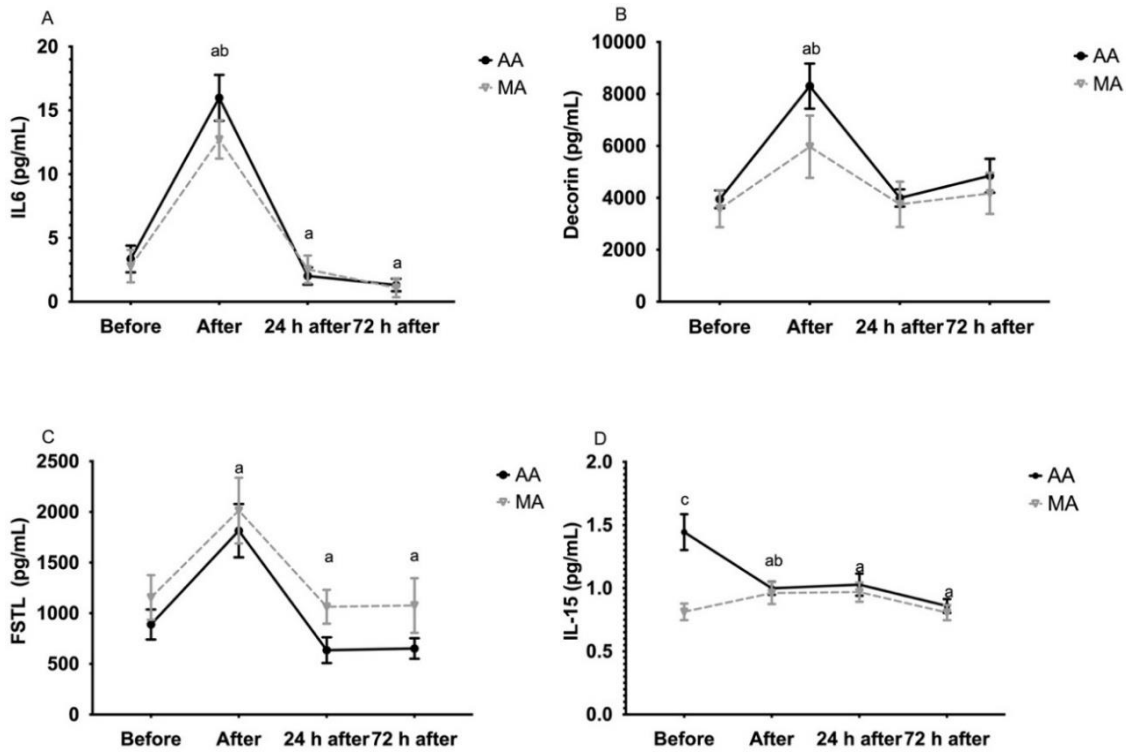 A
IL6 (pg/mL)
20
15
10
5
0
ab
a
a
Before After 24 h after 72 h after
AA
MA
B
Decorin (pg/mL)
10000
8000
6000
4000
2000
0
ab
Before After 24 h after 72 h after
AA
MA
C
FSTL (pg/mL)
2500
2000
1500
1000
500
0
a
a
a
Before After 24 h after 72 h after
AA
MA
D
IL-15 (pg/mL)
2.0
1.5
1.0
0.5
0.0
c
ab
a
a
Before After 24 h after 72 h after
AA
MA